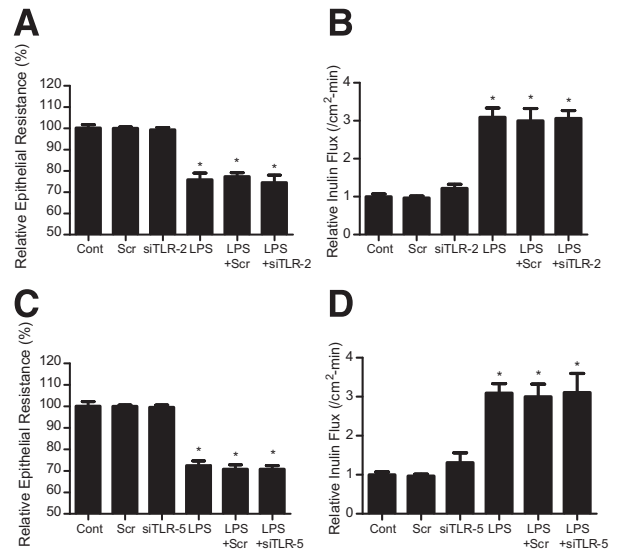 A
Relative Epithelial Resistance (%)
120
110
100
90
80
70
60
50
* * *
Cont Scr siTLR-2 LPS LPS LPS
+Scr +siTLR-2
B
Relative Inulin Flux (/cm²-min)
4
3
2
1
0
* * *
Cont Scr siTLR-2 LPS LPS LPS
+Scr +siTLR-2
C
Relative Epithelial Resistance (%)
120
110
100
90
80
70
60
50
* * *
Cont Scr siTLR-5 LPS LPS LPS
+Scr +siTLR-5
D
Relative Inulin Flux (/cm²-min)
4
3
2
1
0
* * *
Cont Scr siTLR-5 LPS LPS LPS
+Scr +siTLR-5